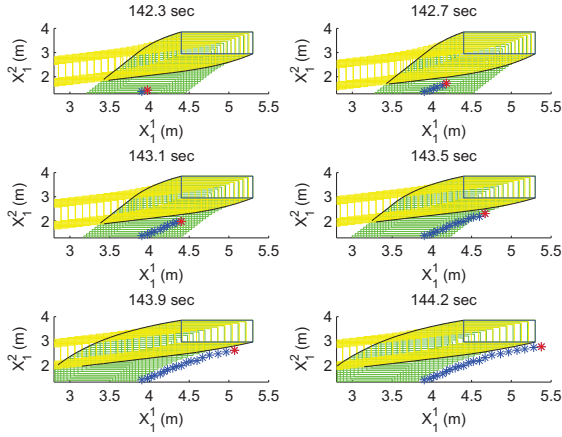 142.3 sec
142.7 sec
4
3
2
X₁² (m)
3 3.5 4 4.5 5 5.5
X₁¹ (m)
4
3
2
X₁² (m)
3 3.5 4 4.5 5 5.5
X₁¹ (m)
143.1 sec
143.5 sec
4
3
2
X₁² (m)
3 3.5 4 4.5 5 5.5
X₁¹ (m)
4
3
2
X₁² (m)
3 3.5 4 4.5 5 5.5
X₁¹ (m)
143.9 sec
144.2 sec
4
3
2
X₁² (m)
3 3.5 4 4.5 5 5.5
X₁¹ (m)
4
3
2
X₁² (m)
3 3.5 4 4.5 5 5.5
X₁¹ (m)